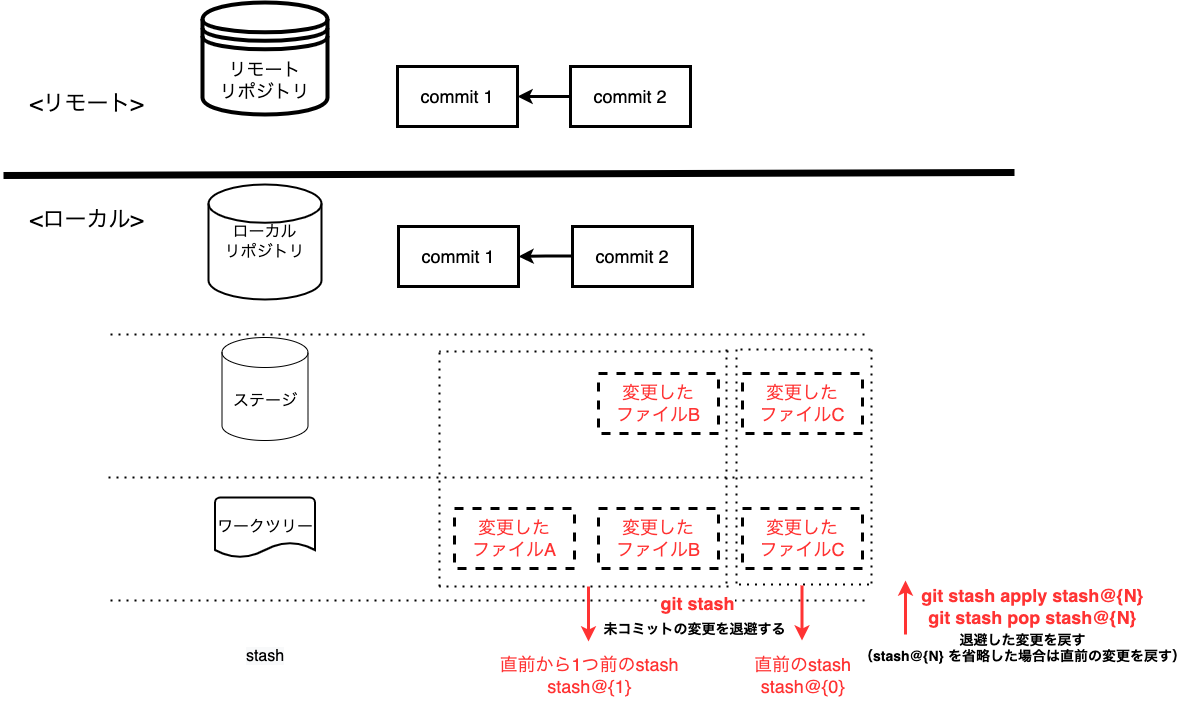 リモート
リポジトリ
<リモート>
commit 1
commit 2
<ローカル>
ローカル
リポジトリ
commit 1
commit 2
ステージ
変更した
ファイルB
変更した
ファイルC
ワークツリー
変更した
ファイルA
変更した
ファイルB
変更した
ファイルC
git stash
未コミットの変更を退避する
git stash apply stash@{N}
git stash pop stash@{N}
退避した変更を戻す
（stash@{N} を省略した場合は直前の変更を戻す）
stash
直前から1つ前のstash
stash@{1}
直前のstash
stash@{0}